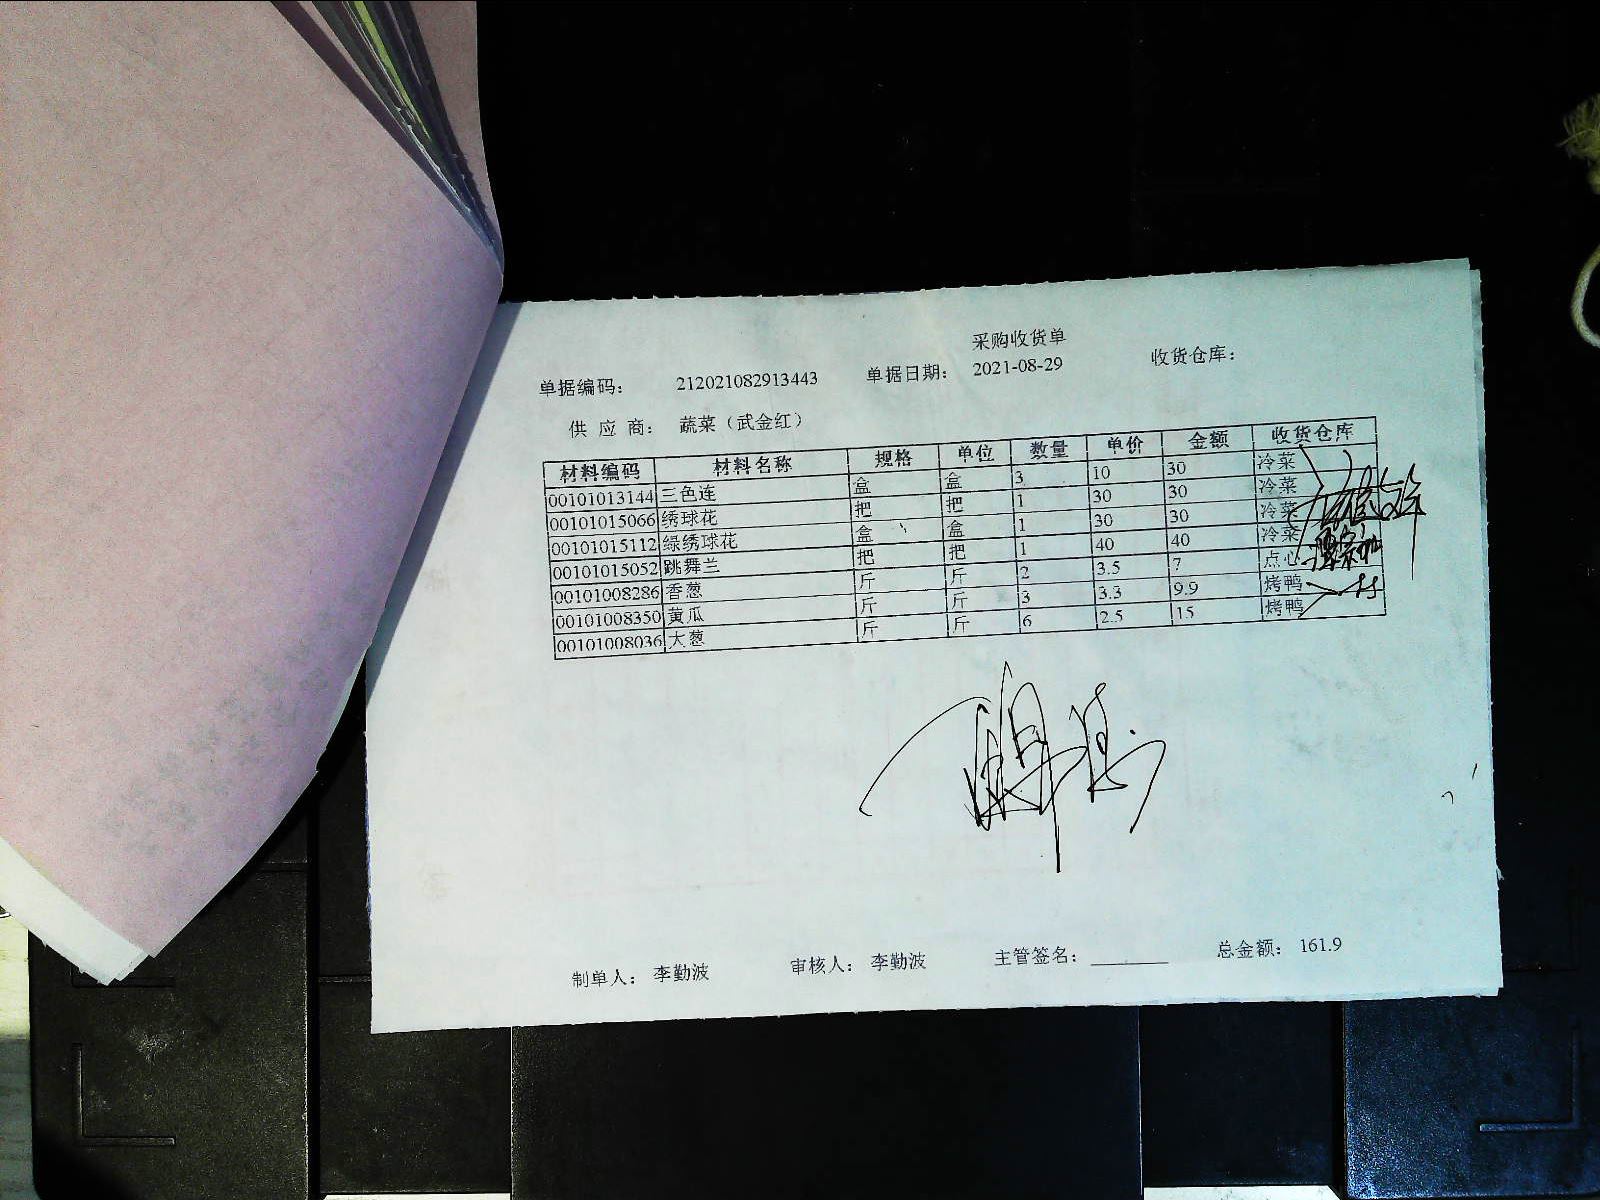 采购收货单
单据编码: 212021082913443 单据日期: 2021-08-29 收货仓库:
供 应 商: 蔬菜（武金红）
材料编码 材料名称 规格 单位 数量 单价 金额 收货仓库
00101013144 三色连 盒 盒 3 10 30 冷菜
00101015066 绣球花 把 把 1 30 30 冷菜
00101015112 绿绣球花 盒 盒 1 30 30 冷菜
00101015052 跳舞兰 把 把 1 40 40 冷菜
00101008286 香葱 斤 斤 2 3.5 7 点心
00101008350 黄瓜 斤 斤 3 3.3 9.9 烤鸭
00101008036 大葱 斤 斤 6 2.5 15 烤鸭
制单人: 李勤波 审核人: 李勤波 主管签名: ________ 总金额: 161.9